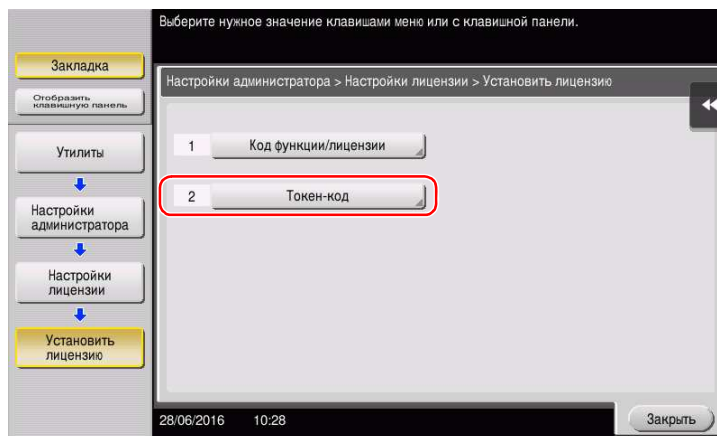 Выберите нужное значение клавишами меню или с клавишной панели.
Закладка
Отобразить
клавишную панель
Утилиты
Настройки
администратора
Настройки
лицензии
Установить
лицензию
Настройки администратора > Настройки лицензии > Установить лицензию
1 Код функции/лицензии
2 Токен-код
28/06/2016 10:28
Закрыть